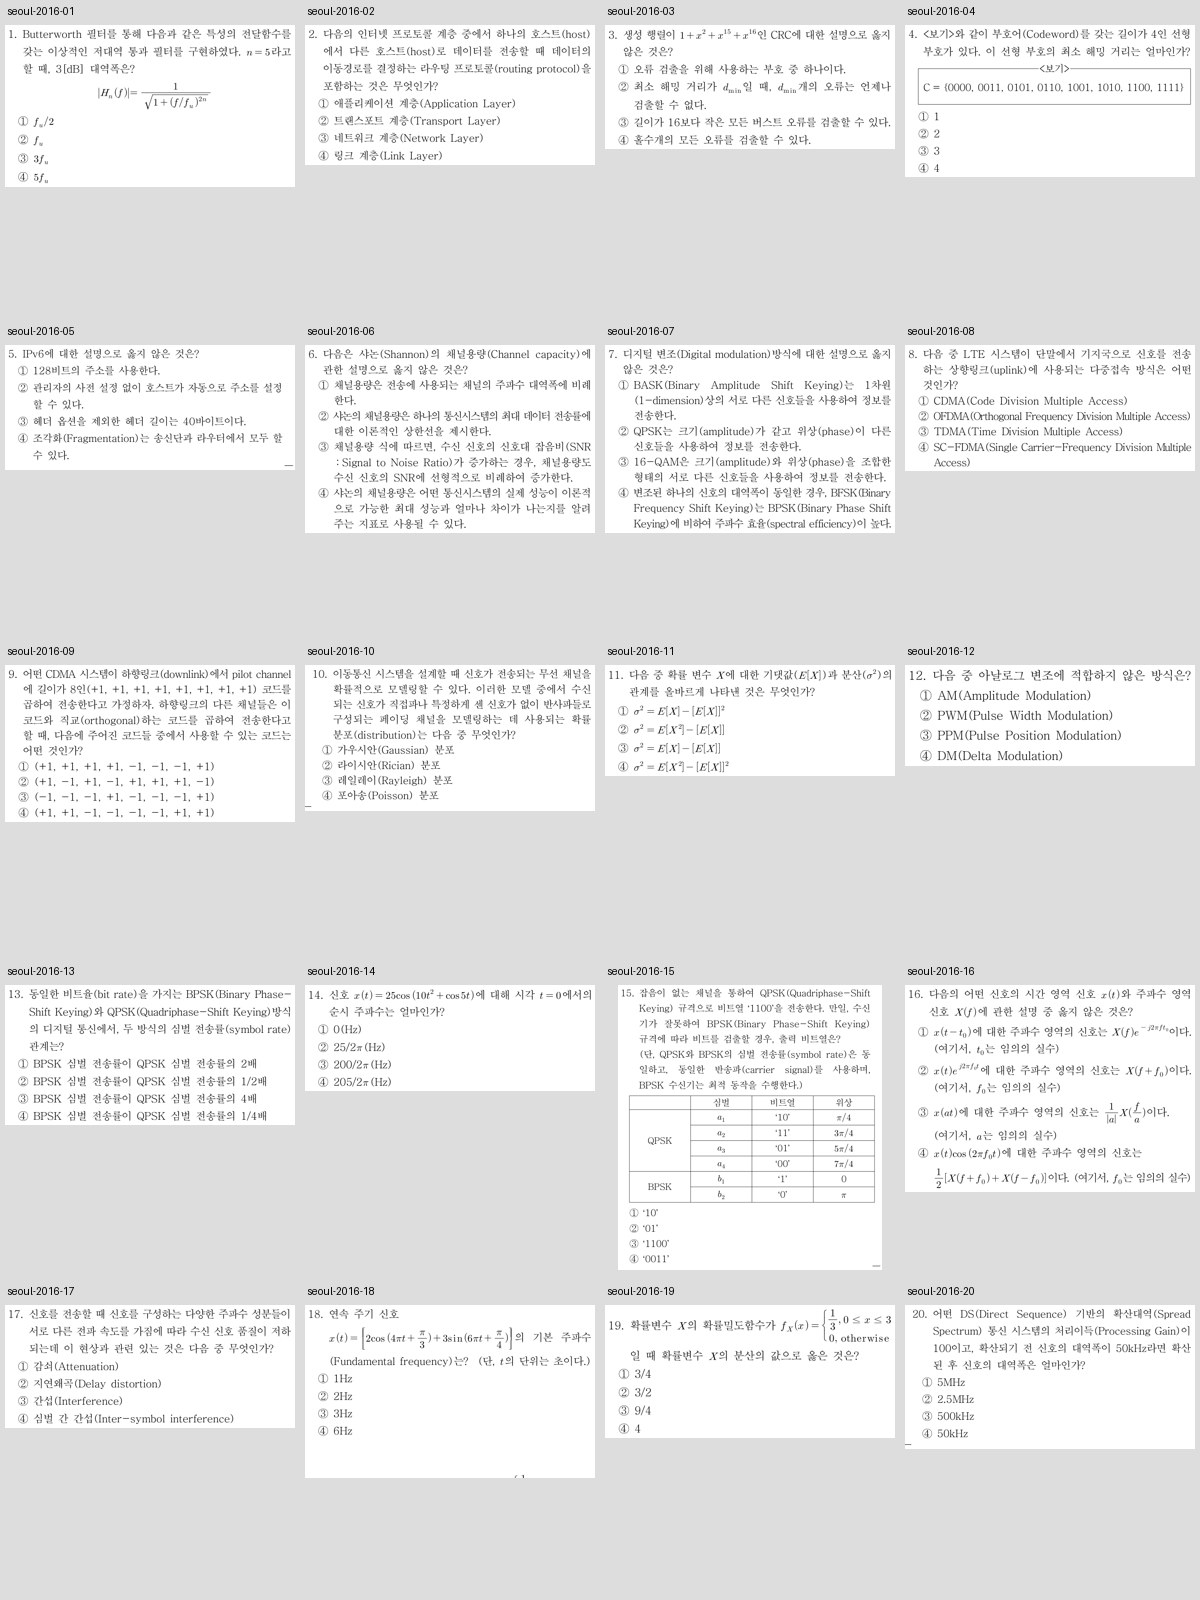 seoul-2016-01
1. Butterworth 필터를 통해 다음과 같은 특성의 전달함수를
갖는 이상적인 저대역 통과 필터를 구현하였다. n=5라고
할 때, 3[dB] 대역폭은?
|Hn(f)|= 1/√(1+(f/fu)^2n)
① fu/2
② fu
③ 3fu
④ 5fu
seoul-2016-02
2. 다음의 인터넷 프로토콜 계층 중에서 하나의 호스트(host)
에서 다른 호스트(host)로 데이터를 전송할 때 데이터의
이동경로를 결정하는 라우팅 프로토콜(routing protocol)을
포함하는 것은 무엇인가?
① 애플리케이션 계층(Application Layer)
② 트랜스포트 계층(Transport Layer)
③ 네트워크 계층(Network Layer)
④ 링크 계층(Link Layer)
seoul-2016-03
3. 생성 행렬이 1+x^2+x^15+x^16인 CRC에 대한 설명으로 옳지
않은 것은?
① 오류 검출을 위해 사용하는 부호 중 하나이다.
② 최소 해밍 거리가 dmin일 때, dmin개의 오류는 언제나
검출할 수 없다.
③ 길이가 16보다 작은 모든 버스트 오류를 검출할 수 있다.
④ 홀수개의 모든 오류를 검출할 수 있다.
seoul-2016-04
4. <보기>와 같이 부호어(Codeword)를 갖는 길이가 4인 선형
부호가 있다. 이 선형 부호의 최소 해밍 거리는 얼마인가?
<보기>
C = {0000, 0011, 0101, 0110, 1001, 1010, 1100, 1111}
① 1
② 2
③ 3
④ 4
seoul-2016-05
5. IPv6에 대한 설명으로 옳지 않은 것은?
① 128비트의 주소를 사용한다.
② 관리자의 사전 설정 없이 호스트가 자동으로 주소를 설정
할 수 있다.
③ 헤더 옵션을 제외한 헤더 길이는 40바이트이다.
④ 조각화(Fragmentation)는 송신단과 라우터에서 모두 할
수 있다.
seoul-2016-06
6. 다음은 샤논(Shannon)의 채널용량(Channel capacity)에
관한 설명으로 옳지 않은 것은?
① 채널용량은 전송에 사용되는 채널의 주파수 대역폭에 비례
한다.
② 샤논의 채널용량은 하나의 통신시스템의 최대 데이터 전송률에
대한 이론적인 상한선을 제시한다.
③ 채널용량 식에 따르면, 수신 신호의 신호대 잡음비(SNR
: Signal to Noise Ratio)가 증가하는 경우, 채널용량도
수신 신호의 SNR에 선형적으로 비례하여 증가한다.
④ 샤논의 채널용량은 어떤 통신시스템의 실제 성능이 이론적
으로 가능한 최대 성능과 얼마나 차이가 나는지를 알려
주는 지표로 사용될 수 있다.
seoul-2016-07
7. 디지털 변조(Digital modulation)방식에 대한 설명으로 옳지
않은 것은?
① BASK(Binary Amplitude Shift Keying)는 1차원
(1-dimension)상의 서로 다른 신호들을 사용하여 정보를
전송한다.
② QPSK는 크기(amplitude)가 같고 위상(phase)이 다른
신호들을 사용하여 정보를 전송한다.
③ 16-QAM은 크기(amplitude)와 위상(phase)을 조합한
형태의 서로 다른 신호들을 사용하여 정보를 전송한다.
④ 변조된 하나의 신호의 대역폭이 동일한 경우, BFSK(Binary
Frequency Shift Keying)는 BPSK(Binary Phase Shift
Keying)에 비하여 주파수 효율(spectral efficiency)이 높다.
seoul-2016-08
8. 다음 중 LTE 시스템이 단말에서 기지국으로 신호를 전송
하는 상향링크(uplink)에 사용되는 다중접속 방식은 어떤
것인가?
① CDMA(Code Division Multiple Access)
② OFDMA(Orthogonal Frequency Division Multiple Access)
③ TDMA(Time Division Multiple Access)
④ SC-FDMA(Single Carrier-Frequency Division Multiple
Access)
seoul-2016-09
9. 어떤 CDMA 시스템이 하향링크(downlink)에서 pilot channel
에 길이가 8인(+1, +1, +1, +1, +1, +1, +1, +1) 코드를
곱하여 전송한다고 가정하자. 하향링크의 다른 채널들은 이
코드와 직교(orthogonal)하는 코드를 곱하여 전송한다고
할 때, 다음에 주어진 코드들 중에서 사용할 수 있는 코드는
어떤 것인가?
① (+1, +1, +1, +1, -1, -1, -1, +1)
② (+1, -1, -1, +1, -1, +1, +1, -1)
③ (-1, -1, -1, +1, -1, -1, -1, +1)
④ (+1, +1, -1, -1, -1, -1, +1, +1)
seoul-2016-10
10. 이동통신 시스템을 설계할 때 신호가 전송되는 무선 채널을
확률적으로 모델링할 수 있다. 이러한 모델 중에서 수신
되는 신호가 직접파나 특정하게 센 신호가 없이 반사파들로
구성되는 페이딩 채널을 모델링하는 데 사용되는 확률
분포(distribution)는 다음 중 무엇인가?
① 가우시안(Gaussian) 분포
② 라이시안(Rician) 분포
③ 레일레이(Rayleigh) 분포
④ 포아송(Poisson) 분포
seoul-2016-11
11. 다음 중 확률 변수 X에 대한 기댓값(E[X])과 분산(σ²)의
관계를 올바르게 나타낸 것은 무엇인가?
① σ² = E[X]-[E[X]]²
② σ² = E[X²]-[E[X]]
③ σ² = E[X]-[E[X]]
④ σ² = E[X²]-[E[X]]²
seoul-2016-12
12. 다음 중 아날로그 변조에 적합하지 않은 방식은?
① AM(Amplitude Modulation)
② PWM(Pulse Width Modulation)
③ PPM(Pulse Position Modulation)
④ DM(Delta Modulation)
seoul-2016-13
13. 동일한 비트율(bit rate)을 가지는 BPSK(Binary Phase-
Shift Keying)와 QPSK(Quadriphase-Shift Keying)방식
의 디지털 통신에서, 두 방식의 심벌 전송률(symbol rate)
관계는?
① BPSK 심벌 전송률이 QPSK 심벌 전송률의 2배
② BPSK 심벌 전송률이 QPSK 심벌 전송률의 1/2배
③ BPSK 심벌 전송률이 QPSK 심벌 전송률의 4배
④ BPSK 심벌 전송률이 QPSK 심벌 전송률의 1/4배
seoul-2016-14
14. 신호 x(t)=25cos(10t²+cos5t)에 대해 시각 t=0에서의
순시 주파수는 얼마인가?
① 0(Hz)
② 25/2π(Hz)
③ 200/2π(Hz)
④ 205/2π(Hz)
seoul-2016-15
15. 잡음이 없는 채널을 통하여 QPSK(Quadriphase-Shift
Keying) 규격으로 비트열 '1100'을 전송한다. 만일, 수신
기가 잘못하여 BPSK(Binary Phase-Shift Keying)
규격에 따라 비트를 검출할 경우, 출력 비트열은?
(단, QPSK와 BPSK의 심벌 전송률(symbol rate)은 동
일하고, 동일한 반송파(carrier signal)를 사용하며,
BPSK 수신기는 최적 동작을 수행한다.)
심벌 비트열 위상
QPSK
a1 '10' π/4
a2 '11' 3π/4
a3 '01' 5π/4
a4 '00' 7π/4
BPSK
b1 '1' 0
b2 '0' π
① '10'
② '01'
③ '1100'
④ '0011'
seoul-2016-16
16. 다음의 어떤 신호의 시간 영역 신호 x(t)와 주파수 영역
신호 X(f)에 관한 설명 중 옳지 않은 것은?
① x(t-t0)에 대한 주파수 영역의 신호는 X(f)e^-j2πft0이다.
(여기서, t0는 임의의 실수)
② x(t)e^j2πf0t에 대한 주파수 영역의 신호는 X(f+f0)이다.
(여기서, f0는 임의의 실수)
③ x(at)에 대한 주파수 영역의 신호는 1/|a| X(f/a)이다.
(여기서, a는 임의의 실수)
④ x(t)cos(2πf0t)에 대한 주파수 영역의 신호는
1/2[X(f+f0)+X(f-f0)]이다. (여기서, f0는 임의의 실수)
seoul-2016-17
17. 신호를 전송할 때 신호를 구성하는 다양한 주파수 성분들이
서로 다른 전파 속도를 가짐에 따라 수신 신호 품질이 저하
되는데 이 현상과 관련 있는 것은 다음 중 무엇인가?
① 감쇠(Attenuation)
② 지연왜곡(Delay distortion)
③ 간섭(Interference)
④ 심벌 간 간섭(Inter-symbol interference)
seoul-2016-18
18. 연속 주기 신호
x(t)=[2cos(4πt+π/3)+3sin(6πt+π/4)]의 기본 주파수
(Fundamental frequency)는? (단, t의 단위는 초이다.)
① 1Hz
② 2Hz
③ 3Hz
④ 6Hz
seoul-2016-19
19. 확률변수 X의 확률밀도함수가 fX(x)={1/3, 0≤x≤3
0, otherwise
일 때 확률변수 X의 분산의 값으로 옳은 것은?
① 3/4
② 3/2
③ 9/4
④ 4
seoul-2016-20
20. 어떤 DS(Direct Sequence) 기반의 확산대역(Spread
Spectrum) 통신 시스템의 처리이득(Processing Gain)이
100이고, 확산되기 전 신호의 대역폭이 50kHz라면 확산
된 후 신호의 대역폭은 얼마인가?
① 5MHz
② 2.5MHz
③ 500kHz
④ 50kHz